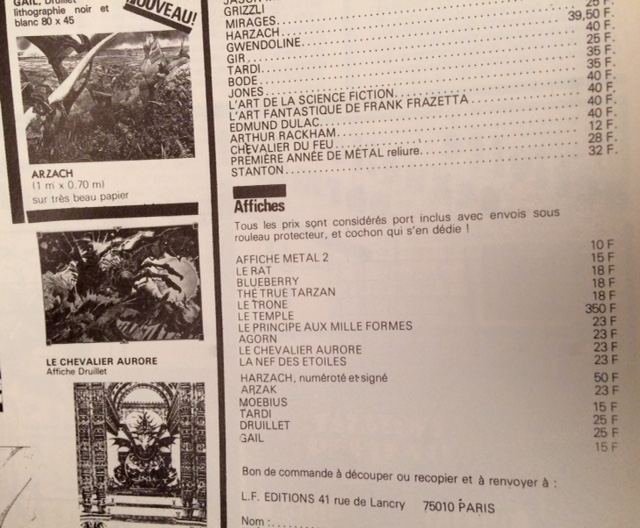 GAIL, Druillet
lithographie noir et
blanc 80 x 45
NOUVEAU!
ARZACH
(1 m x 0.70 m)
sur très beau papier
LE CHEVALIER AURORE
Affiche Druillet
GRIZZLI
MIRAGES
HARZACH 25 F.
GWENDOLINE 39,50 F.
GIR 40 F.
TARDI 25 F.
BODE 35 F.
JONES 35 F.
L'ART DE LA SCIENCE FICTION 40 F.
L'ART FANTASTIQUE DE FRANK FRAZETTA 40 F.
EDMUND DULAC 40 F.
ARTHUR RACKHAM 40 F.
CHEVALIER DU FEU 12 F.
PREMIÈRE ANNÉE DE MÉTAL reliure 28 F.
STANTON 32 F.
Affiches
Tous les prix sont considérés port inclus avec envois sous
rouleau protecteur, et cochon qui s'en dédie !
AFFICHE METAL 2 10 F
LE RAT 15 F
BLUEBERRY 18 F
THE TRUE TARZAN 18 F
LE TRONE 18 F
LE TEMPLE 350 F
LE PRINCIPE AUX MILLE FORMES 23 F
AGORN 23 F
LE CHEVALIER AURORE 23 F
LA NEF DES ETOILES 23 F
HARZACH, numéroté et signé 50 F
ARZAK 23 F
MOEBIUS 15 F
TARDI 25 F
DRUILLET 25 F
GAIL 15 F
Bon de commande à découper ou recopier et à renvoyer à :
L.F. EDITIONS 41 rue de Lancry 75010 PARIS
Nom :